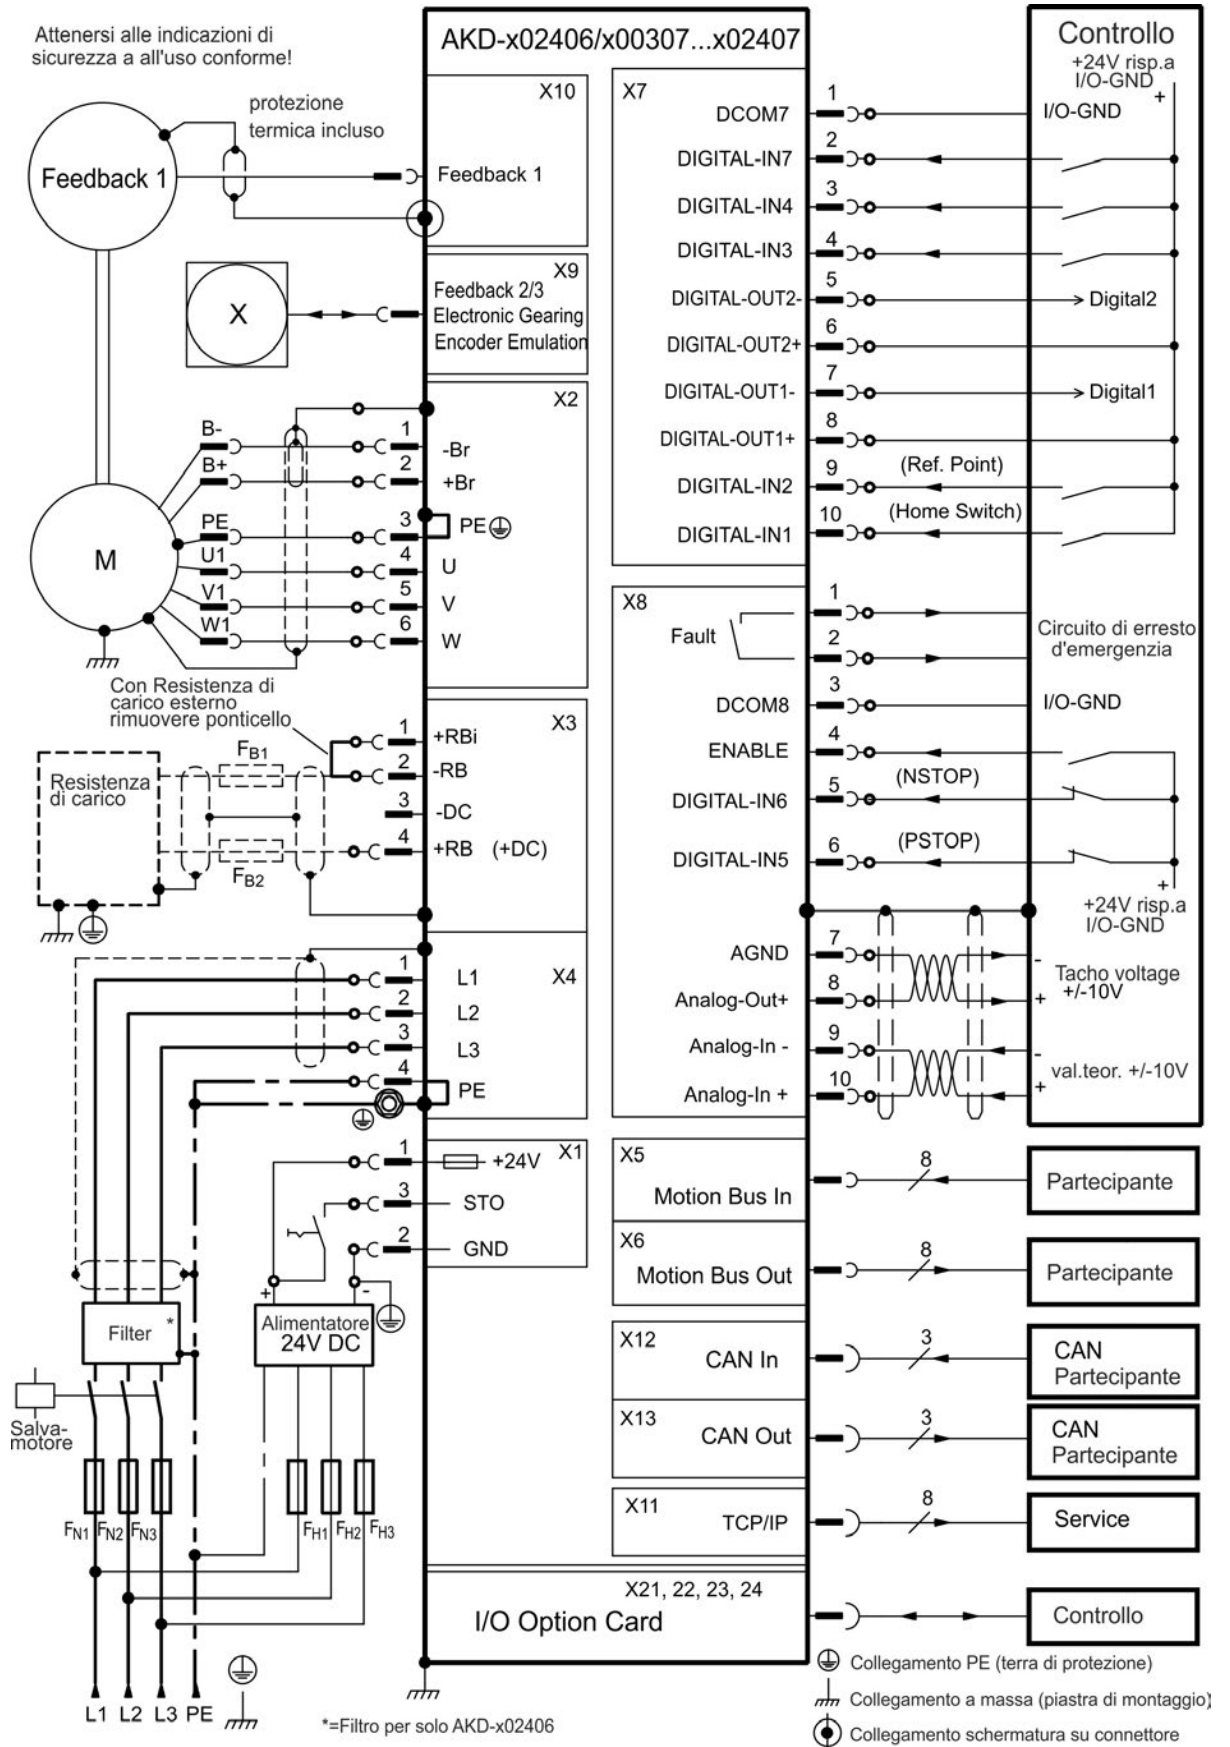 Attenersi alle indicazioni di
sicurezza a all'uso conforme!
AKD-x02406/x00307...x02407
Controllo
+24V risp.a
I/O-GND
+
protezione
termica incluso
Feedback 1
X10
Feedback 1
X
X9
Feedback 2/3
Electronic Gearing
Encoder Emulation
X2
B-
1
-Br
B+
2
+Br
PE
3
PE
U1
4
U
V1
5
V
W1
6
W
M
Con Resistenza di
carico esterno
rimuovere ponticello
X3
1
+RBi
2
-RB
3
-DC
4
+RB (+DC)
FB1
FB2
Resistenza
di carico
X4
1
L1
2
L2
3
L3
4
PE
X1
1
+24V
3
STO
2
GND
+
-
Alimentatore
24V DC
Filter *
Salva-
motore
FN1
FN2
FN3
FH1
FH2
FH3
L1
L2
L3
PE
*=Filtro per solo AKD-x02406
X7
DCOM7
1
I/O-GND
DIGITAL-IN7
2
DIGITAL-IN4
3
DIGITAL-IN3
4
DIGITAL-OUT2-
5
Digital2
DIGITAL-OUT2+
6
DIGITAL-OUT1-
7
Digital1
DIGITAL-OUT1+
8
DIGITAL-IN2
9
(Ref. Point)
DIGITAL-IN1
10
(Home Switch)
X8
Fault
1
2
Circuito di erresto
d'emergenzia
DCOM8
3
I/O-GND
ENABLE
4
DIGITAL-IN6
5
(NSTOP)
DIGITAL-IN5
6
(PSTOP)
+
+24V risp.a
I/O-GND
AGND
7
-
Tacho voltage
+/-10V
Analog-Out+
8
+
Analog-In -
9
-
val.teor. +/-10V
Analog-In +
10
+
X5
Motion Bus In
8
Partecipante
X6
Motion Bus Out
8
Partecipante
X12
CAN In
3
CAN
Partecipante
X13
CAN Out
3
CAN
Partecipante
X11
TCP/IP
8
Service
X21, 22, 23, 24
I/O Option Card
Controllo
Collegamento PE (terra di protezione)
Collegamento a massa (piastra di montaggio)
Collegamento schermatura su connettore